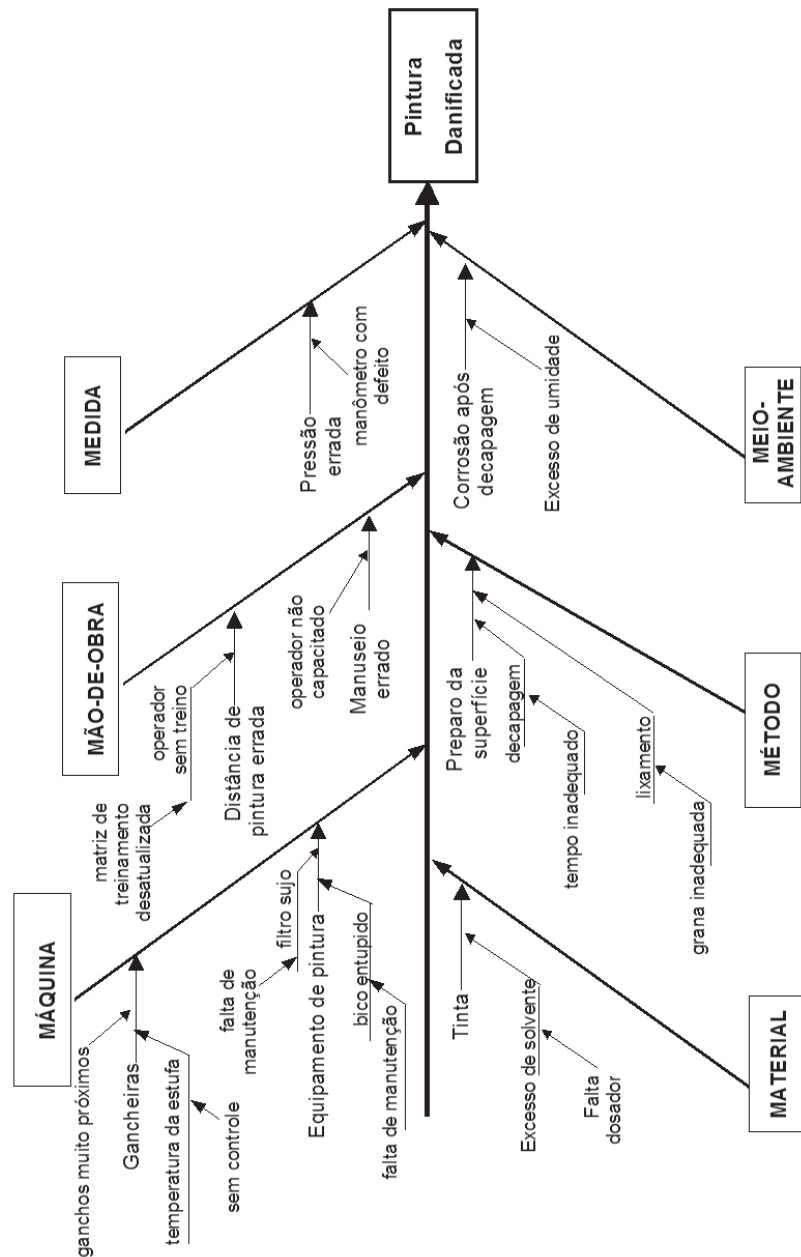 MÁQUINA
ganchos muito próximos
Gancheiras
temperatura da estufa
sem controle
falta de
manutenção
filtro sujo
Equipamento de pintura
bico entupido
falta de manutenção
MÃO-DE-OBRA
matriz de
treinamento
desatualizada
operador
sem treino
Distância de
pintura errada
operador não
capacitado
Manuseio
errado
MEDIDA
Pressão
errada
manômetro com
defeito
Pintura
Danificada
MATERIAL
Tinta
Excesso de solvente
Falta
dosador
MÉTODO
Preparo da
superfície
decapagem
tempo inadequado
lixamento
grana inadequada
MEIO-
AMBIENTE
Corrosão após
decapagem
Excesso de umidade